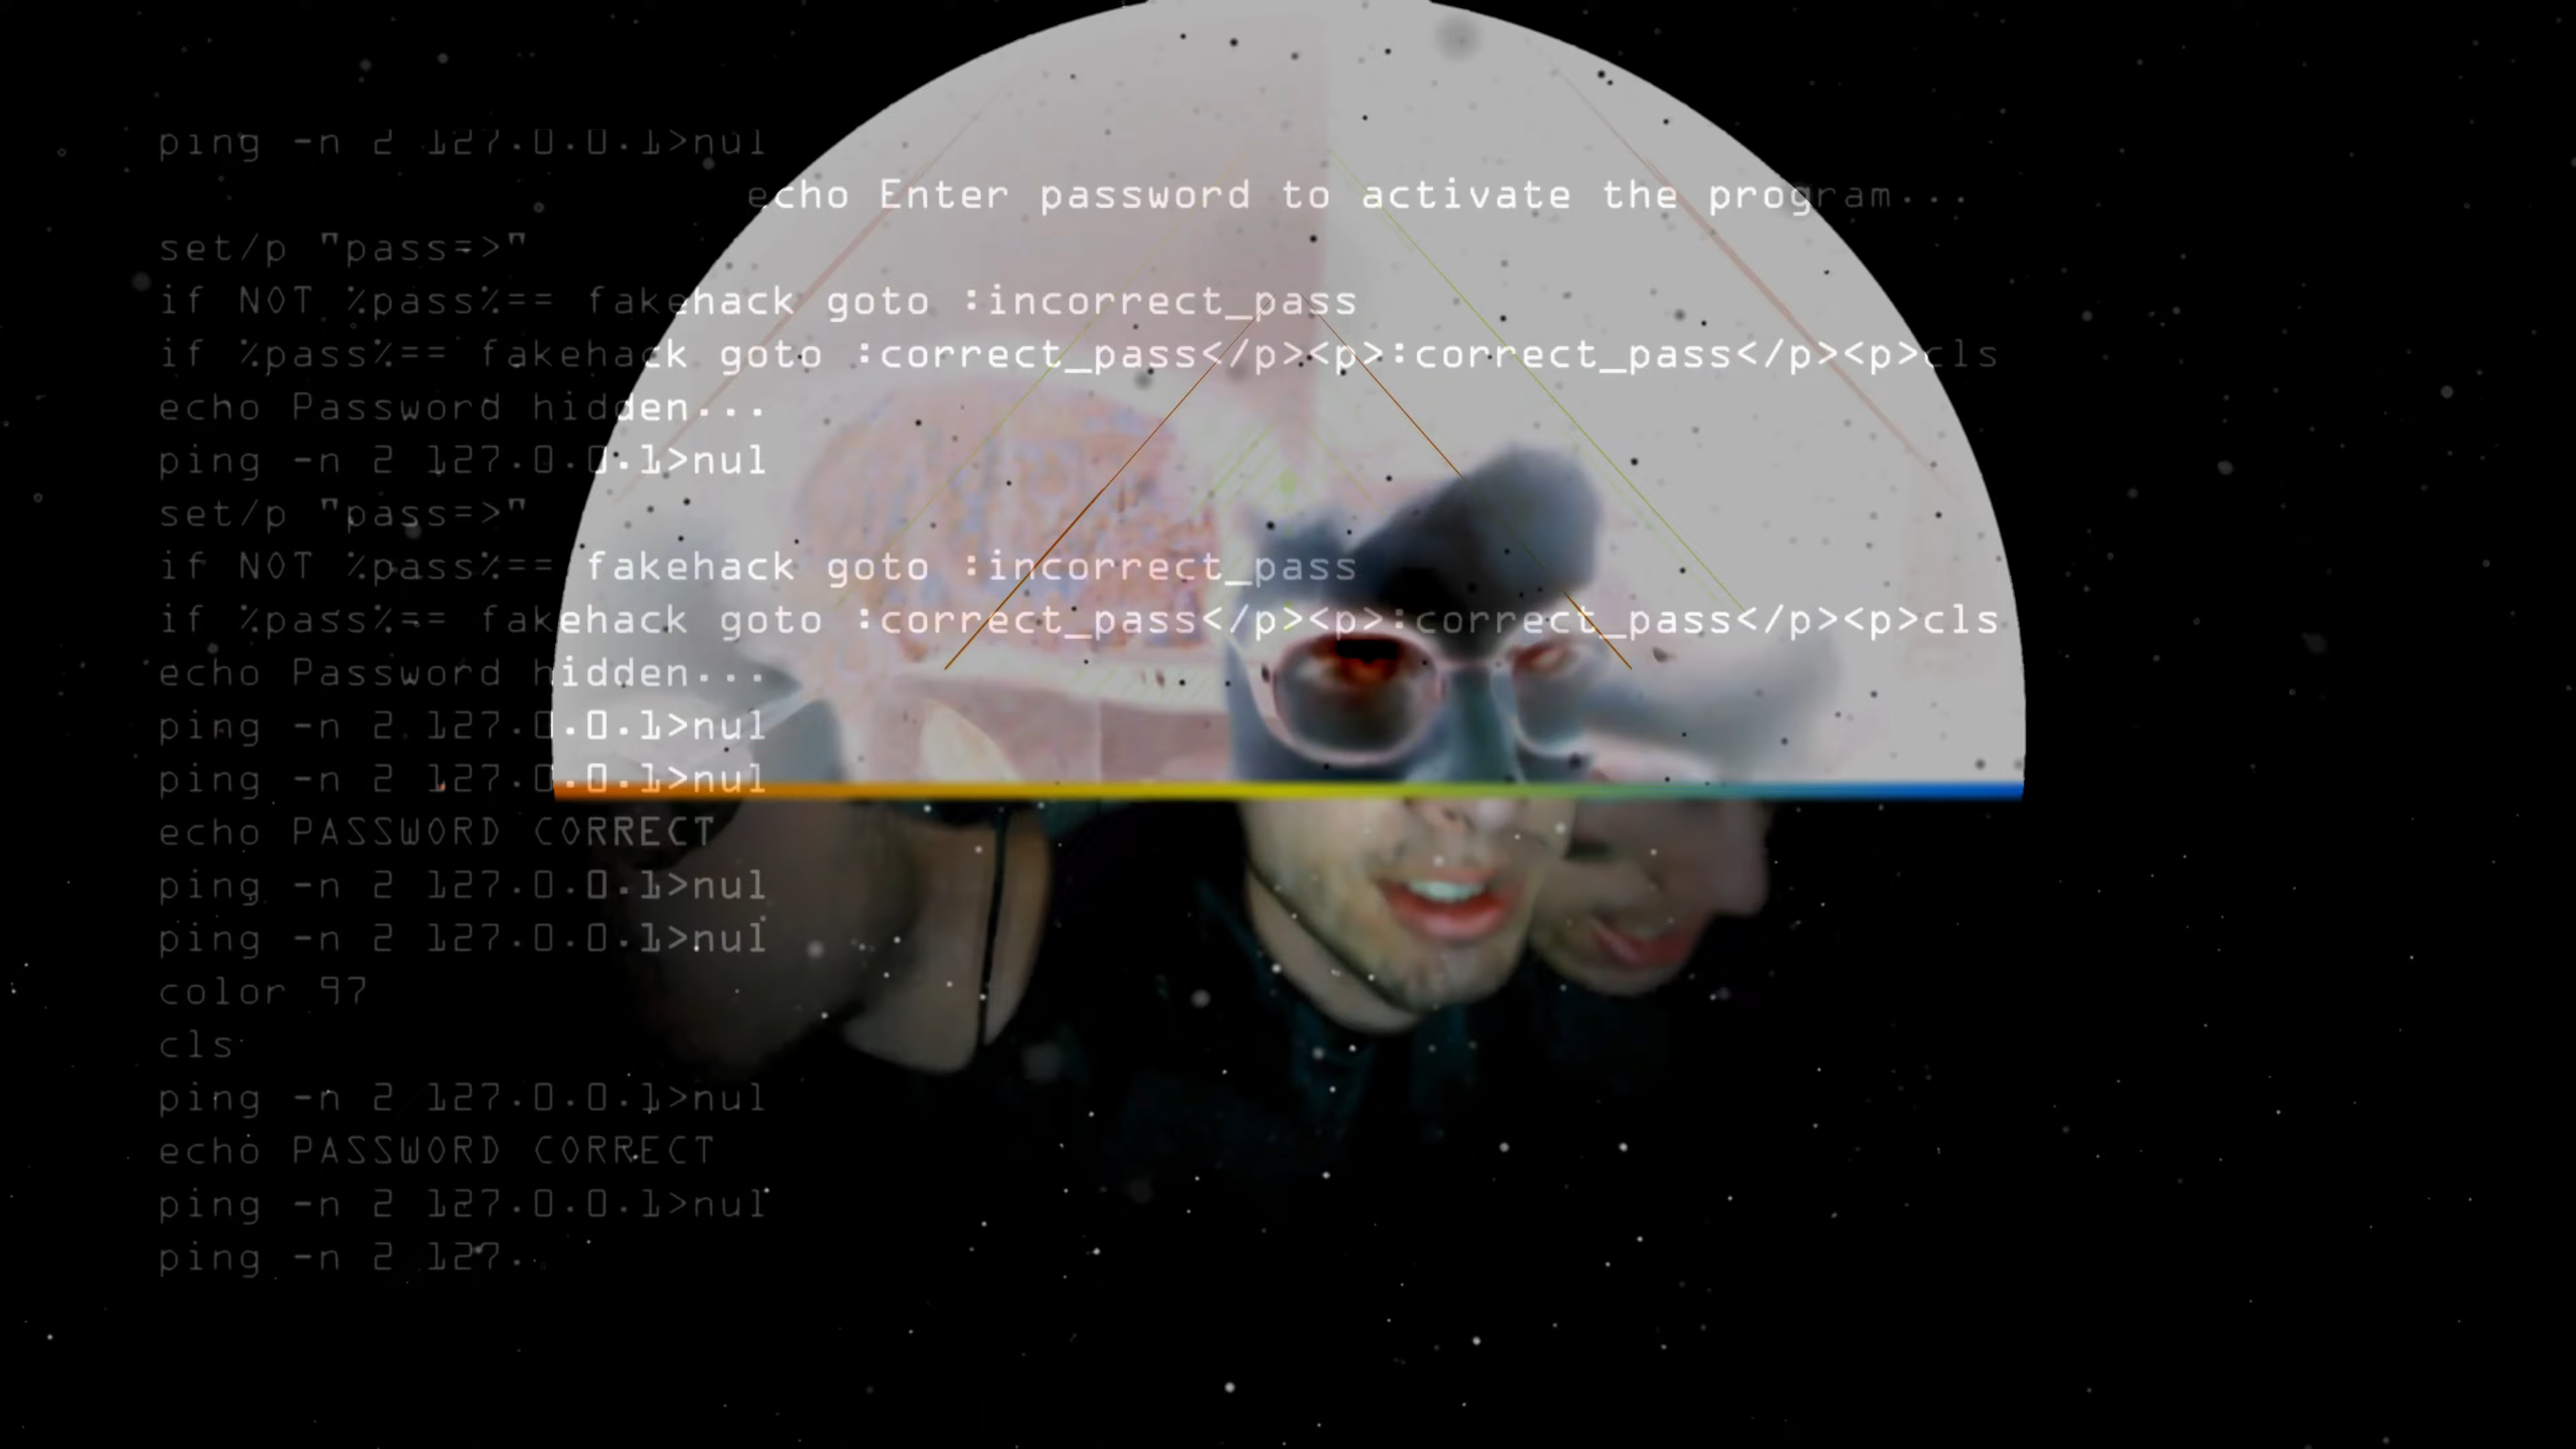 ping -n 2 127.0.0.1>nul
echo Enter password to activate the program...
set/p "pass=>"
if NOT %pass%== fakehack goto :incorrect_pass
if %pass%== fakehack goto :correct_pass</p><p>:correct_pass</p><p>cls
echo Password hidden...
ping -n 2 127.0.0.1>nul
set/p "pass=>"
if NOT %pass%== fakehack goto :incorrect_pass
if %pass%== fakehack goto :correct_pass</p><p>:correct_pass</p><p>cls
echo Password hidden...
ping -n 2 127.0.0.1>nul
ping -n 2 127.0.0.1>nul
echo PASSWORD CORRECT
ping -n 2 127.0.0.1>nul
ping -n 2 127.0.0.1>nul
color 97
cls
ping -n 2 127.0.0.1>nul
echo PASSWORD CORRECT
ping -n 2 127.0.0.1>nul
ping -n 2 127.